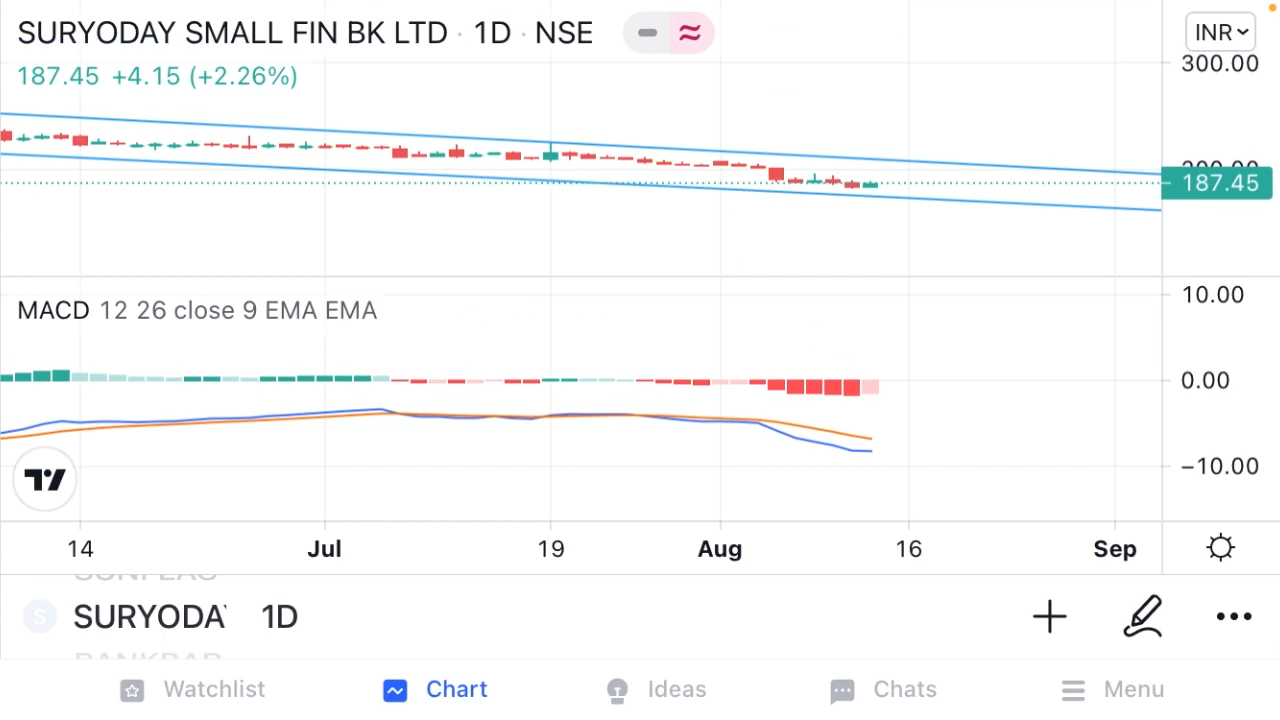 SURYODAY SMALL FIN BK LTD · 1D · NSE
INR
187.45 +4.15 (+2.26%)
300.00
187.45
MACD 12 26 close 9 EMA EMA
10.00
0.00
−10.00
14 Jul 19 Aug 16 Sep
S SURYODA 1D
Watchlist Chart Ideas Chats Menu